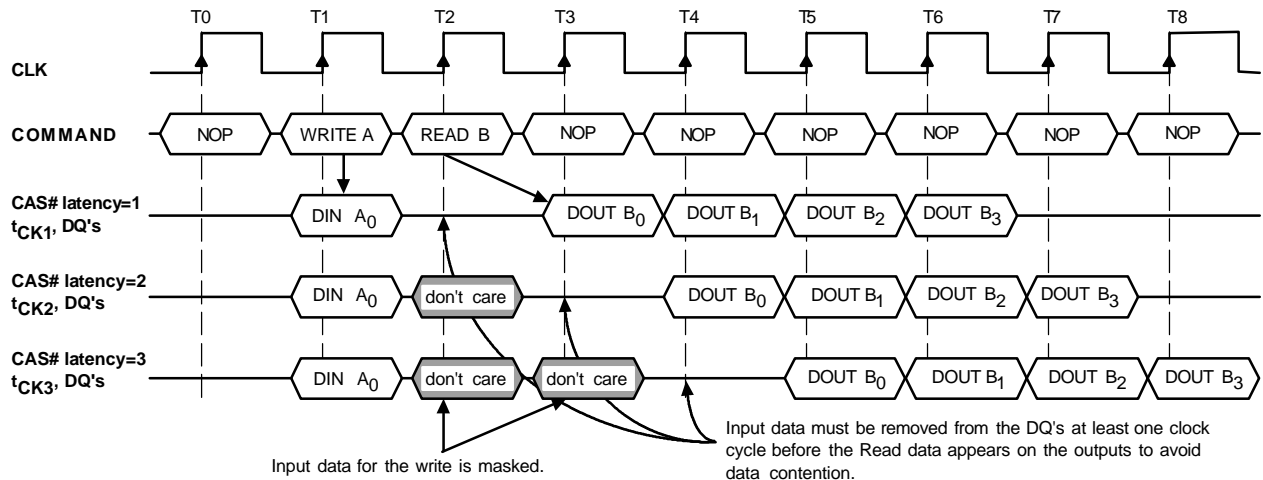 T0 T1 T2 T3 T4 T5 T6 T7 T8
CLK
COMMAND NOP WRITE A READ B NOP NOP NOP NOP NOP NOP
CAS# latency=1
tCK1, DQ's DIN A0 DOUT B0 DOUT B1 DOUT B2 DOUT B3
CAS# latency=2
tCK2, DQ's DIN A0 don't care DOUT B0 DOUT B1 DOUT B2 DOUT B3
CAS# latency=3
tCK3, DQ's DIN A0 don't care don't care DOUT B0 DOUT B1 DOUT B2 DOUT B3
Input data for the write is masked.
Input data must be removed from the DQ's at least one clock
cycle before the Read data appears on the outputs to avoid
data contention.